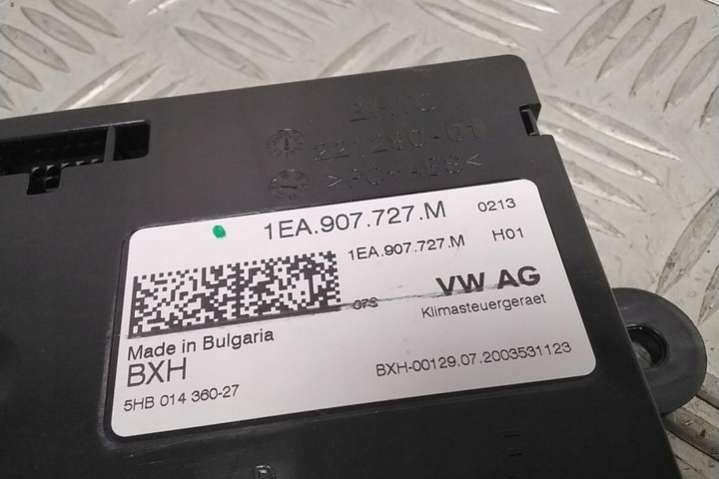 1EA.907.727.M 0213
1EA.907.727.M H01
VW AG
07S
Klimasteuergeraet
Made in Bulgaria
BXH
BXH-00129.07.2003531123
5HB 014 360-27